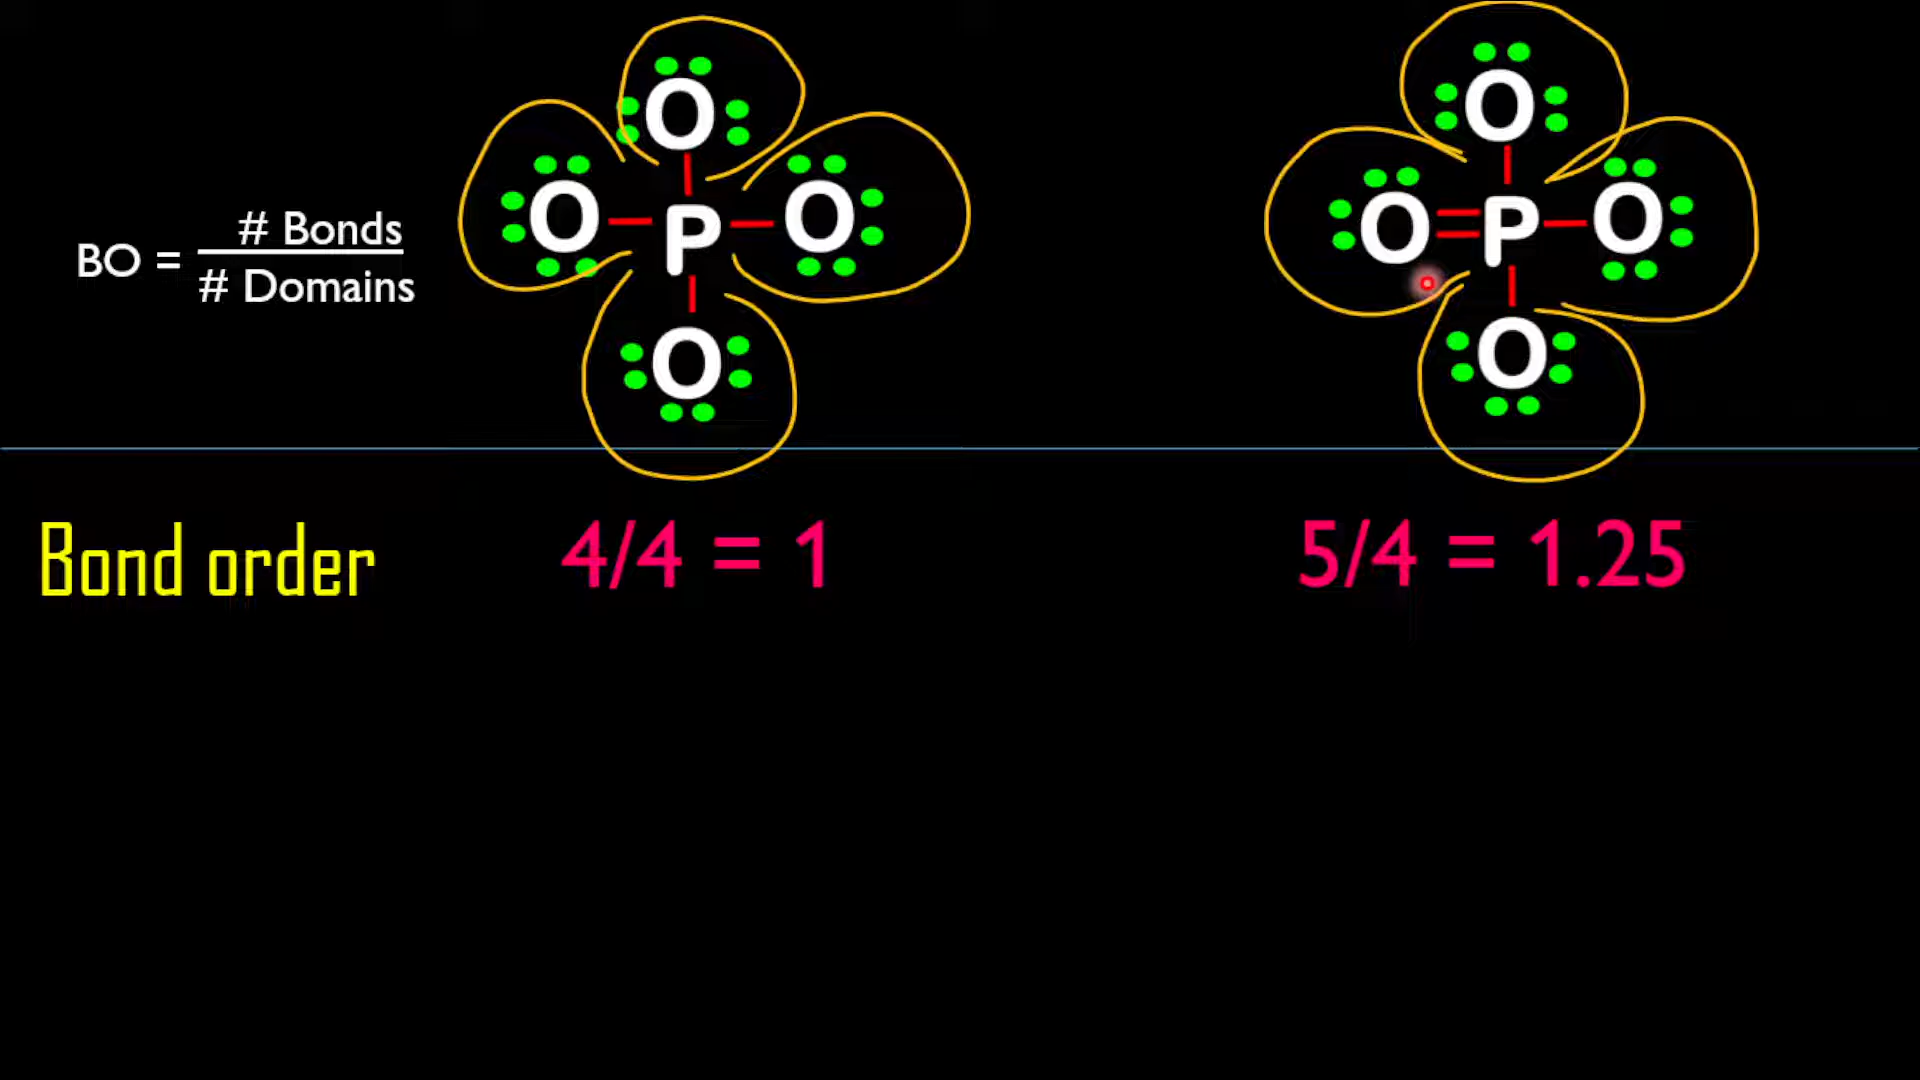 O
O
O P O
O = P O
BO = # Bonds
# Domains
O
O
Bond order 4/4 = 1 5/4 = 1.25